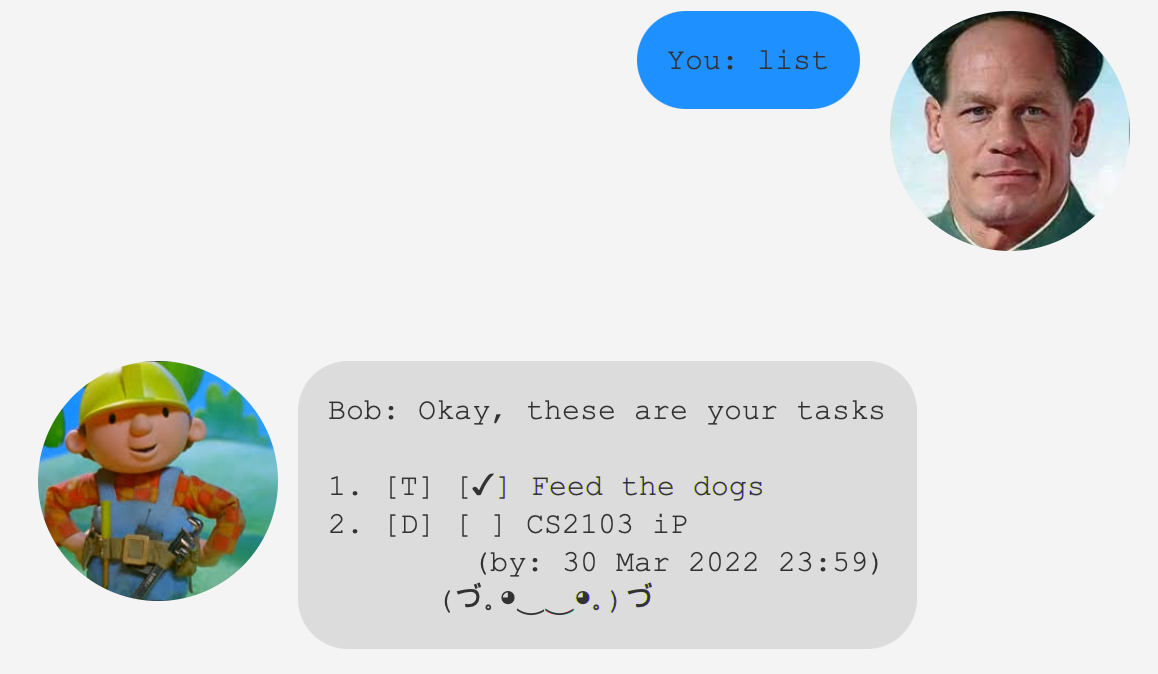 You: list
Bob: Okay, these are your tasks
1. [T] [✓] Feed the dogs
2. [D] [ ] CS2103 iP
(by: 30 Mar 2022 23:59)
(づ｡◕‿‿◕｡)づ